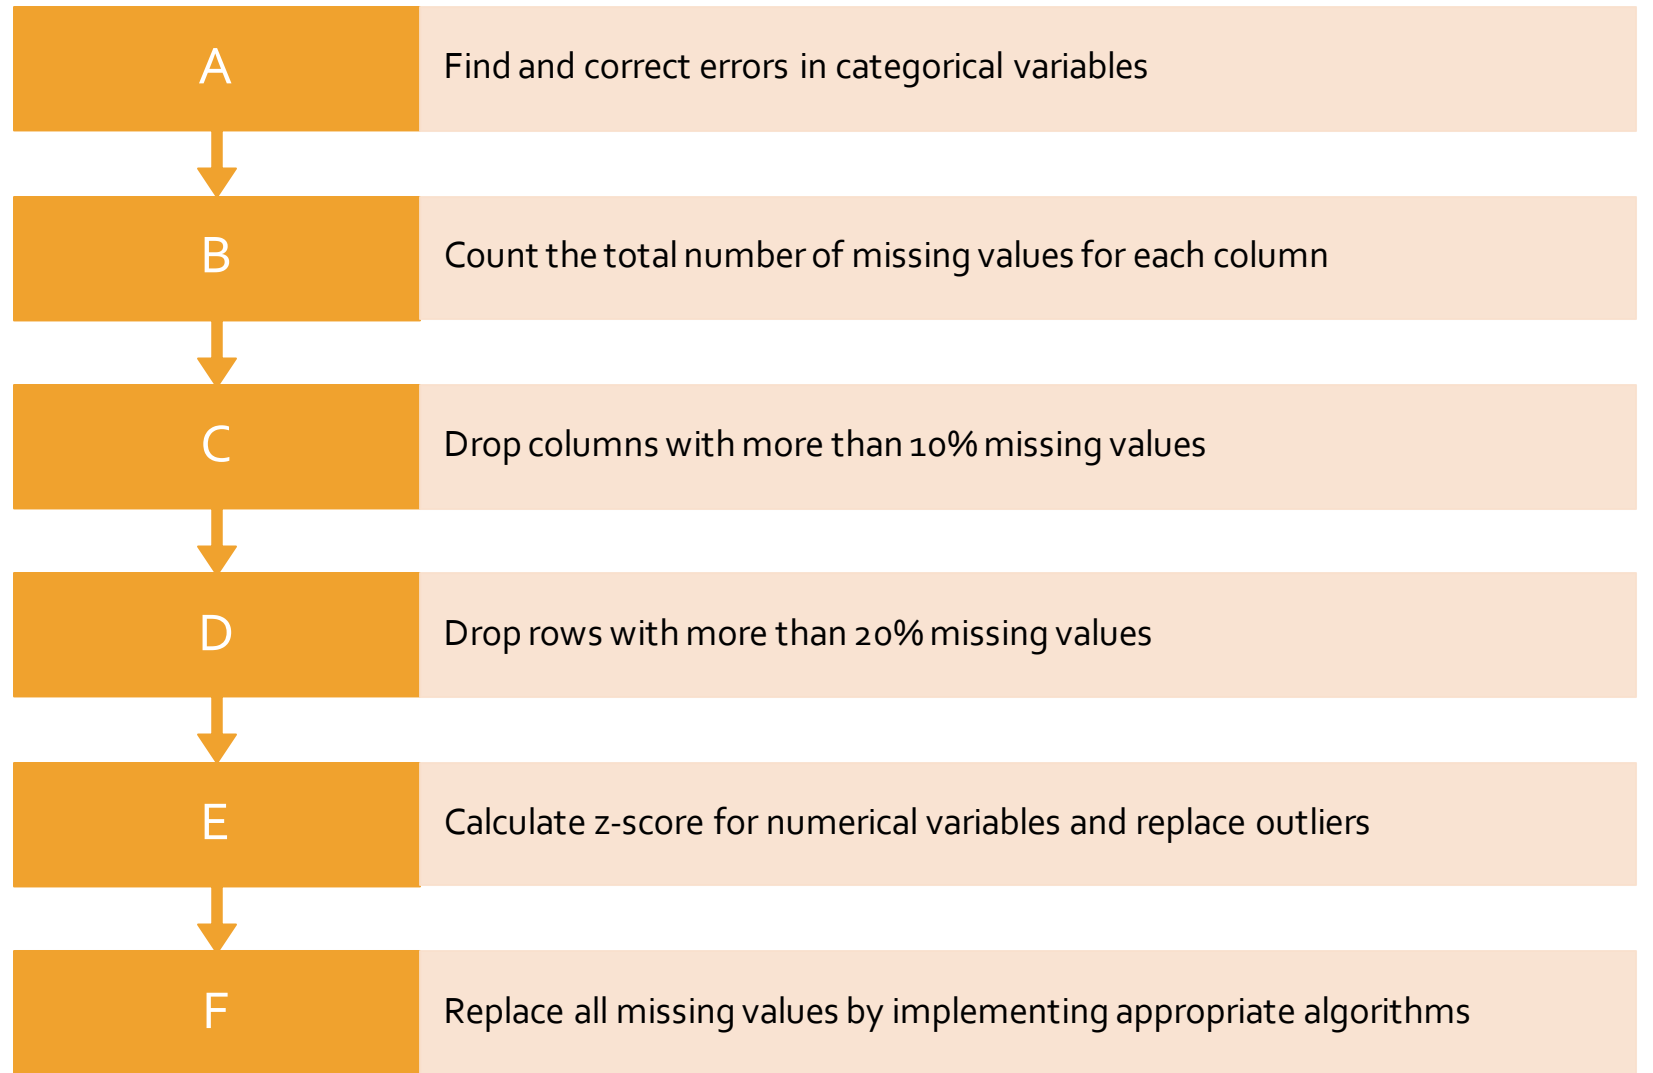 A
Find and correct errors in categorical variables
B
Count the total number of missing values for each column
C
Drop columns with more than 10% missing values
D
Drop rows with more than 20% missing values
E
Calculate z-score for numerical variables and replace outliers
F
Replace all missing values by implementing appropriate algorithms